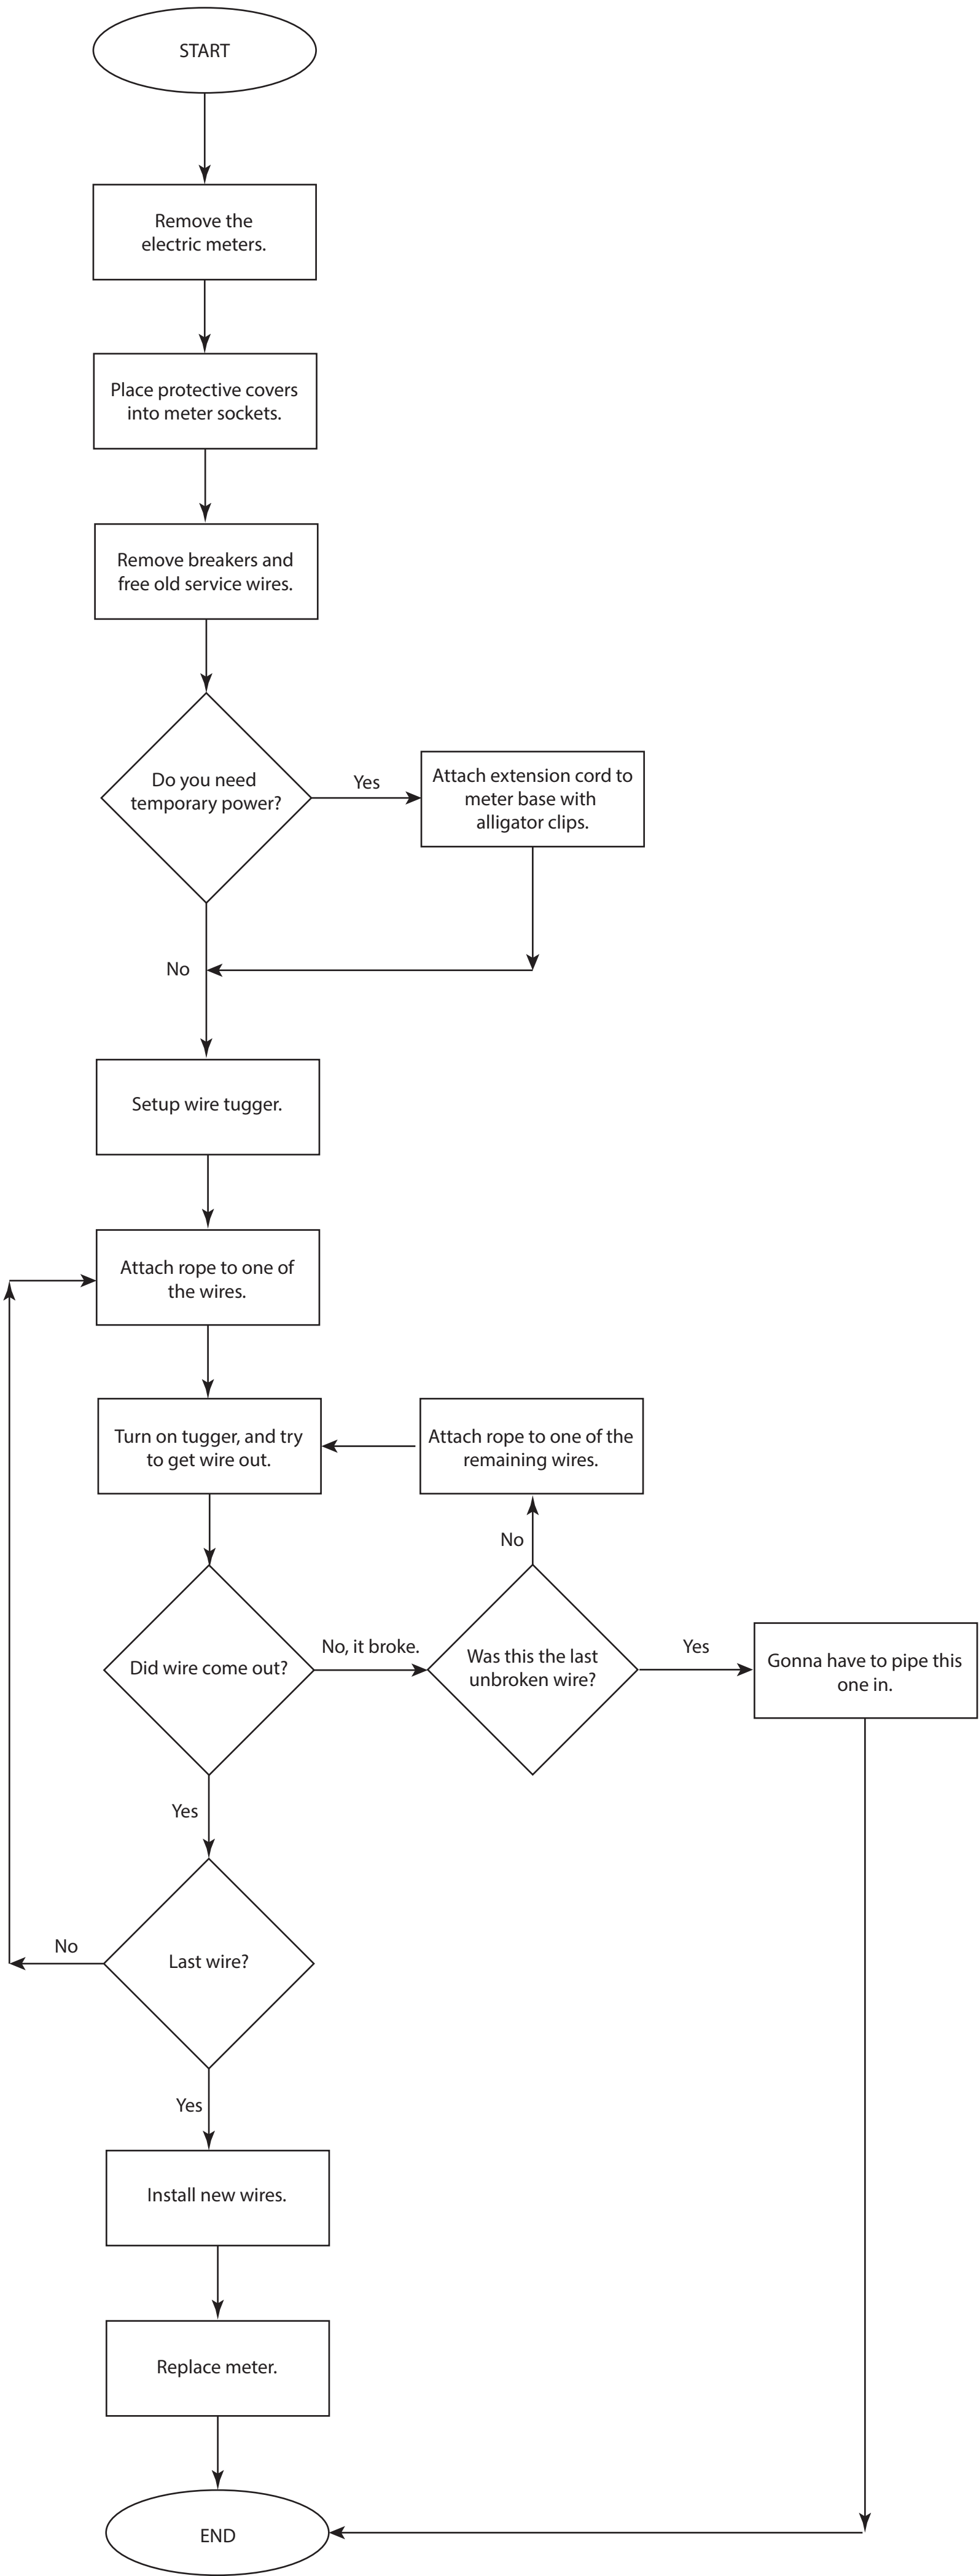 START
Remove the
electric meters.
Place protective covers
into meter sockets.
Remove breakers and
free old service wires.
Do you need
temporary power?
Yes
Attach extension cord to
meter base with
alligator clips.
No
Setup wire tugger.
Attach rope to one of
the wires.
Turn on tugger, and try
to get wire out.
Attach rope to one of the
remaining wires.
No
Did wire come out?
No, it broke.
Was this the last
unbroken wire?
Yes
Gonna have to pipe this
one in.
Yes
Last wire?
No
Yes
Install new wires.
Replace meter.
END